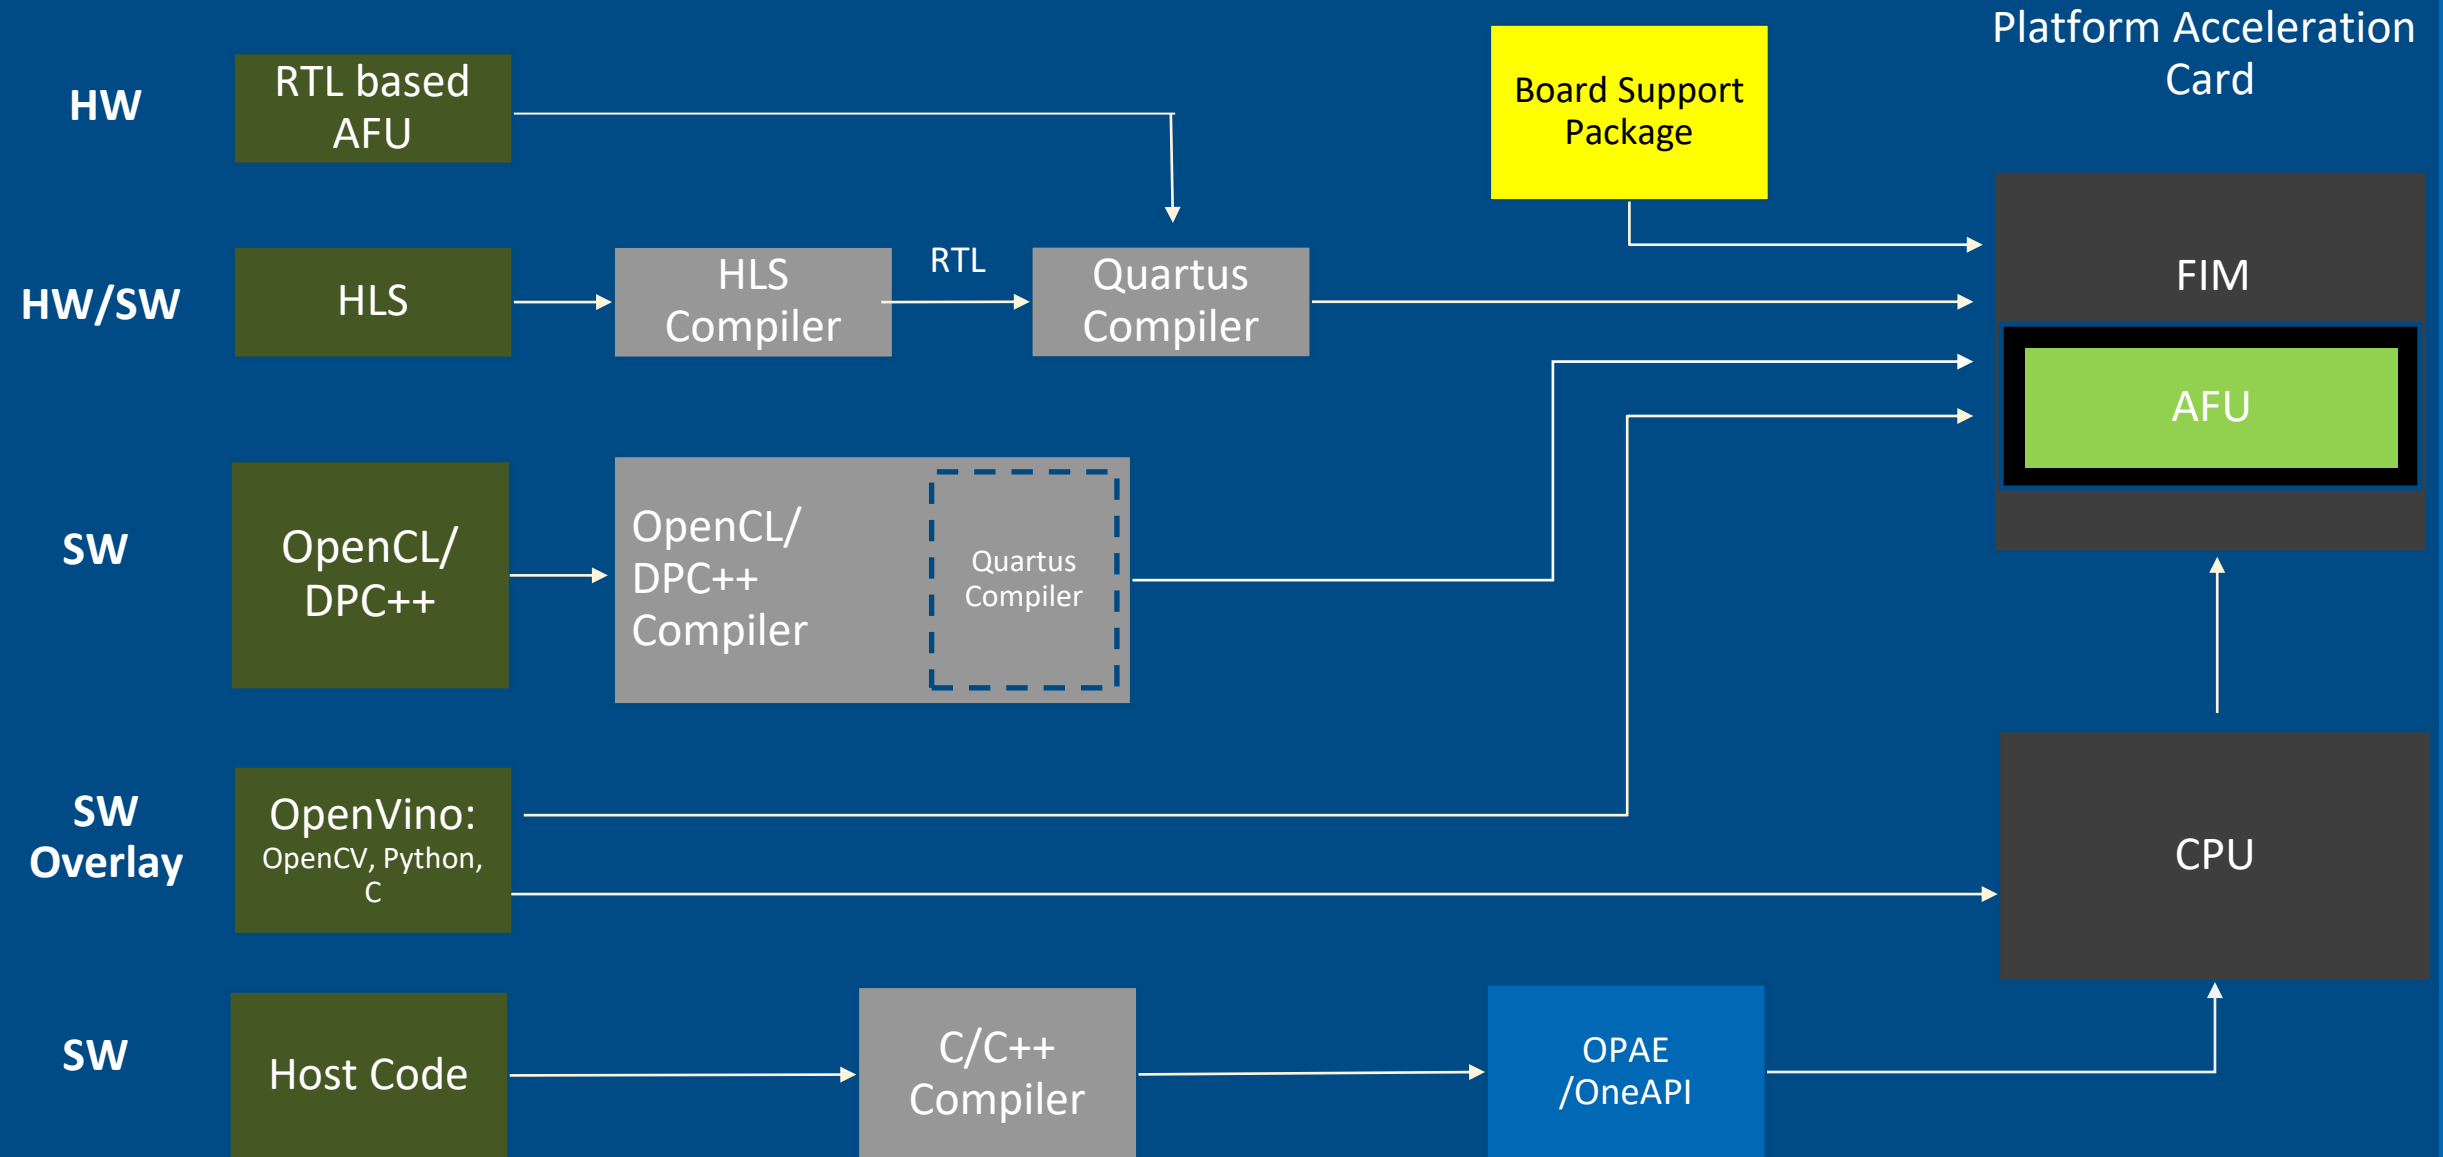 Platform Acceleration
Card
HW
RTL based
AFU
Board Support
Package
HW/SW
HLS
HLS
Compiler
RTL
Quartus
Compiler
FIM
AFU
SW
OpenCL/
DPC++
OpenCL/
DPC++
Compiler
Quartus
Compiler
SW
Overlay
OpenVino:
OpenCV, Python,
C
CPU
SW
Host Code
C/C++
Compiler
OPAE
/OneAPI